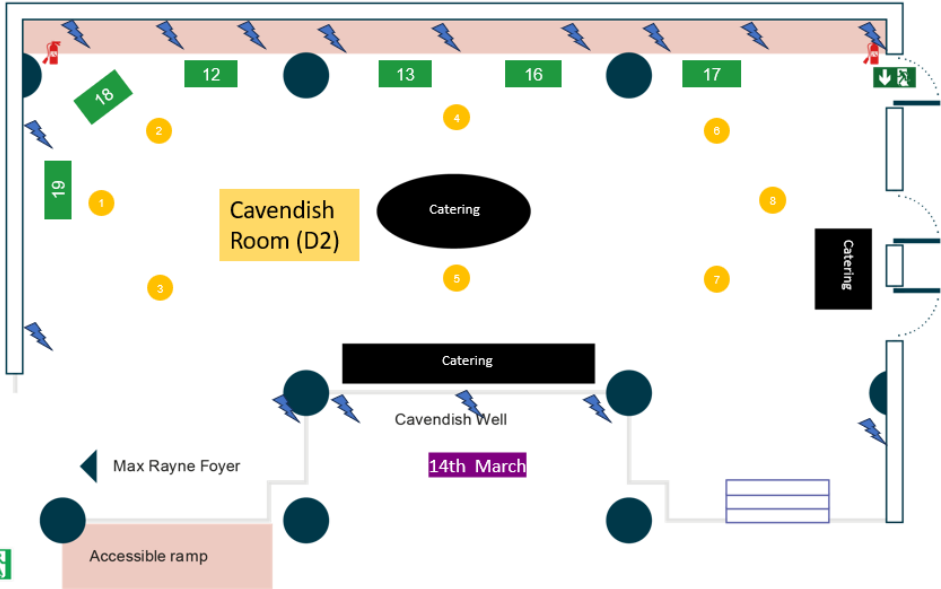 12
13
16
17
18
2
4
6
19
1
Cavendish
Room (D2)
Catering
8
Catering
3
5
7
Catering
Cavendish Well
Max Rayne Foyer
14th March
Accessible ramp